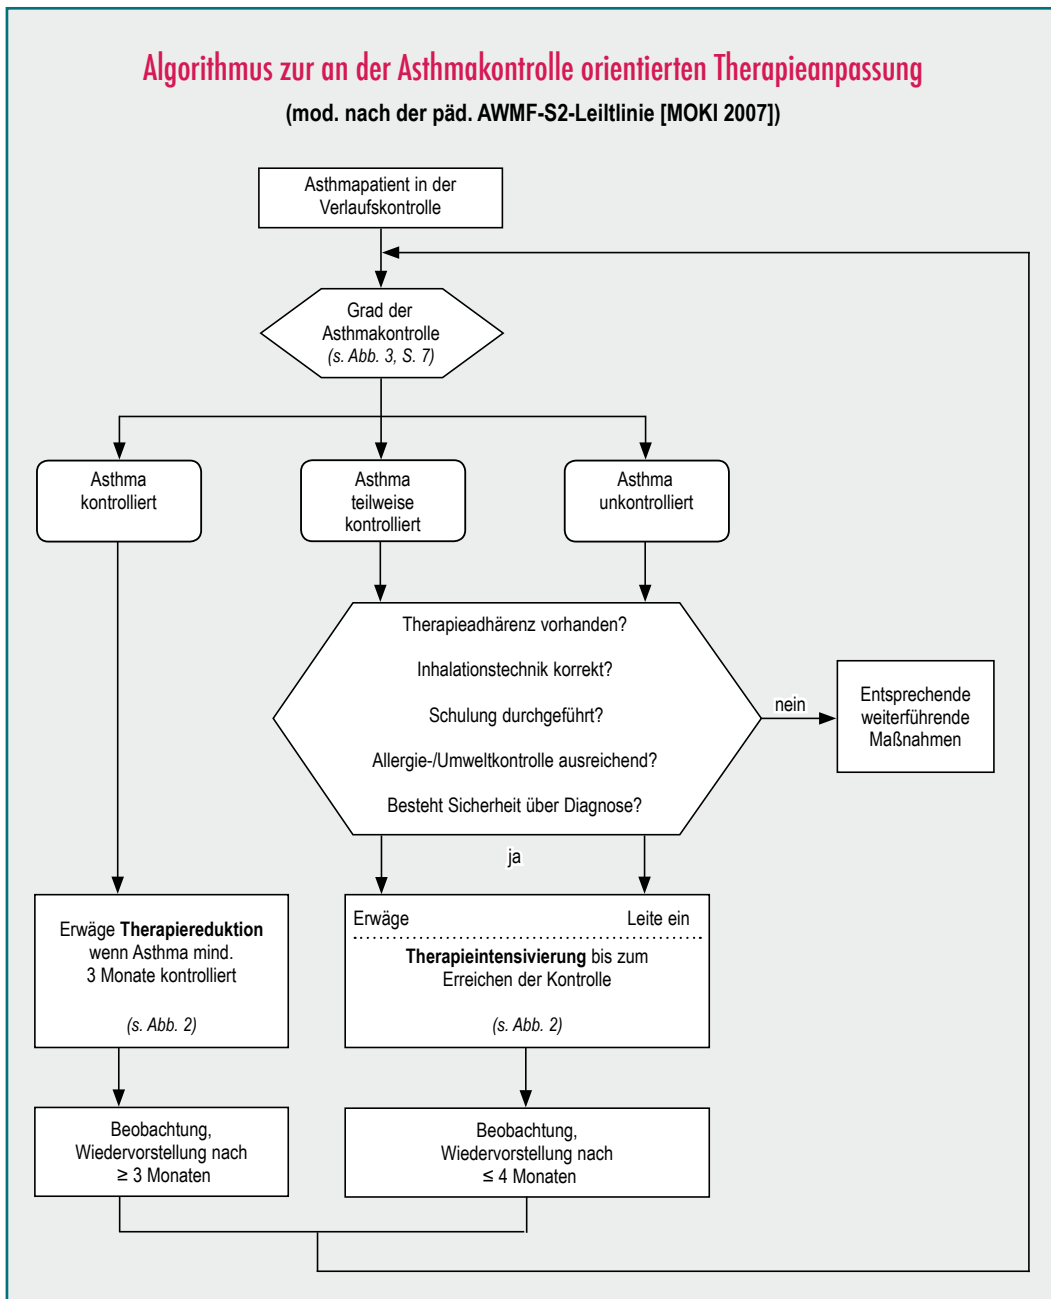 Algorithmus zur an der Asthmakontrolle orientierten Therapieanpassung
(mod. nach der päd. AWMF-S2-Leiltlinie [MOKI 2007])
Asthmapatient in der
Verlaufskontrolle
Grad der
Asthmakontrolle
(s. Abb. 3, S. 7)
Asthma
kontrolliert
Asthma
teilweise
kontrolliert
Asthma
unkontrolliert
Therapieadhärenz vorhanden?
Inhalationstechnik korrekt?
Schulung durchgeführt?
Allergie-/Umweltkontrolle ausreichend?
Besteht Sicherheit über Diagnose?
nein
Entsprechende
weiterführende
Maßnahmen
ja
Erwäge Therapiereduktion
wenn Asthma mind.
3 Monate kontrolliert
(s. Abb. 2)
Erwäge Leite ein
Therapieintensivierung bis zum
Erreichen der Kontrolle
(s. Abb. 2)
Beobachtung,
Wiedervorstellung nach
≥ 3 Monaten
Beobachtung,
Wiedervorstellung nach
≤ 4 Monaten